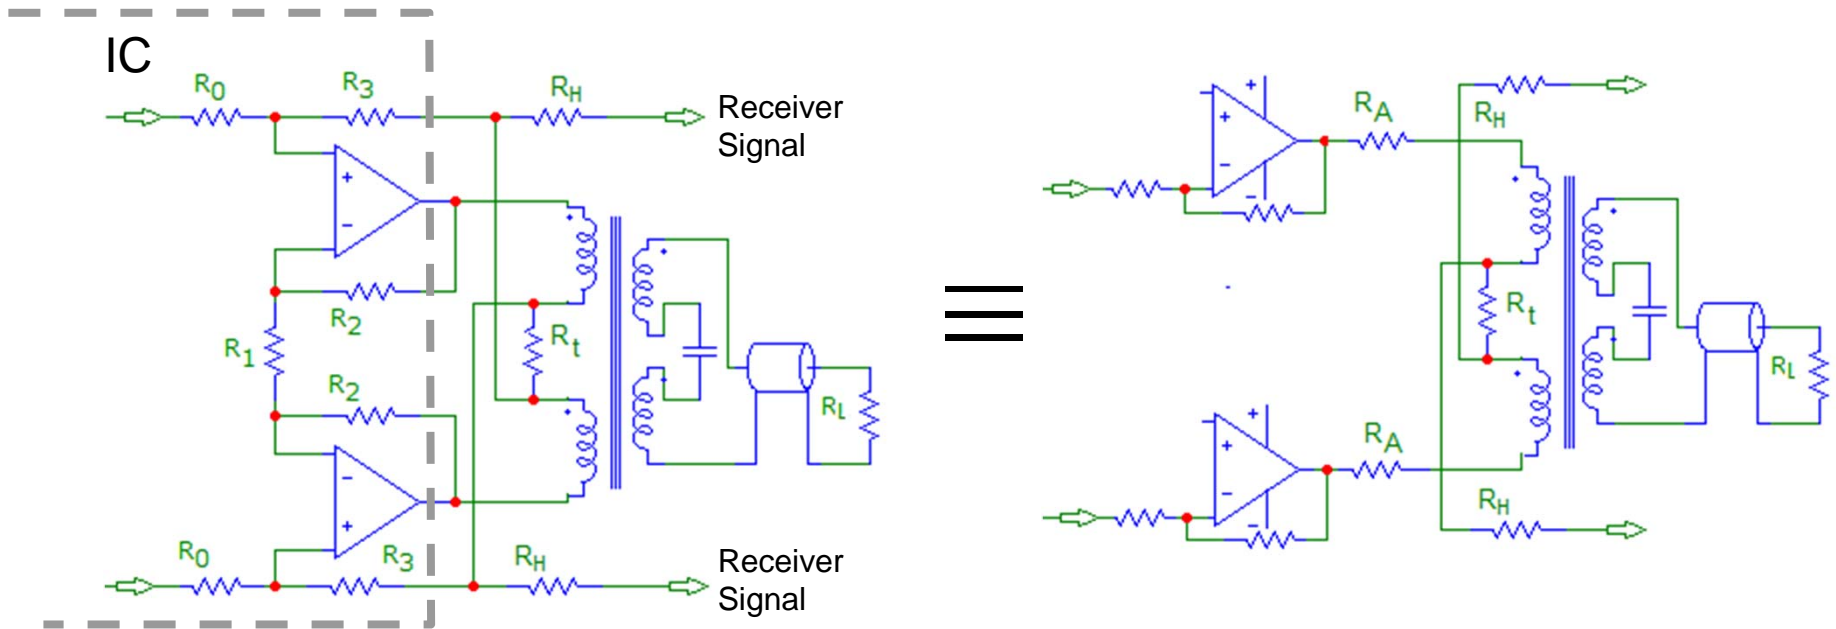 IC
R0
R3
RH
Receiver
Signal
+
−
R2
R1
Rt
R2
RL
−
+
R0
R3
RH
Receiver
Signal
≡
+
RA
RH
+
−
−
Rt
RL
+
RA
+
−
−
RH